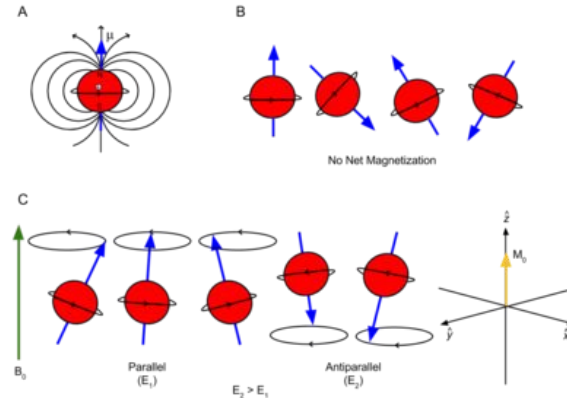 A
μ
B
No Net Magnetization
C
B₀
Parallel
(E₁)
Antiparallel
(E₂)
E₂ > E₁
ẑ
M₀
ŷ
x̂